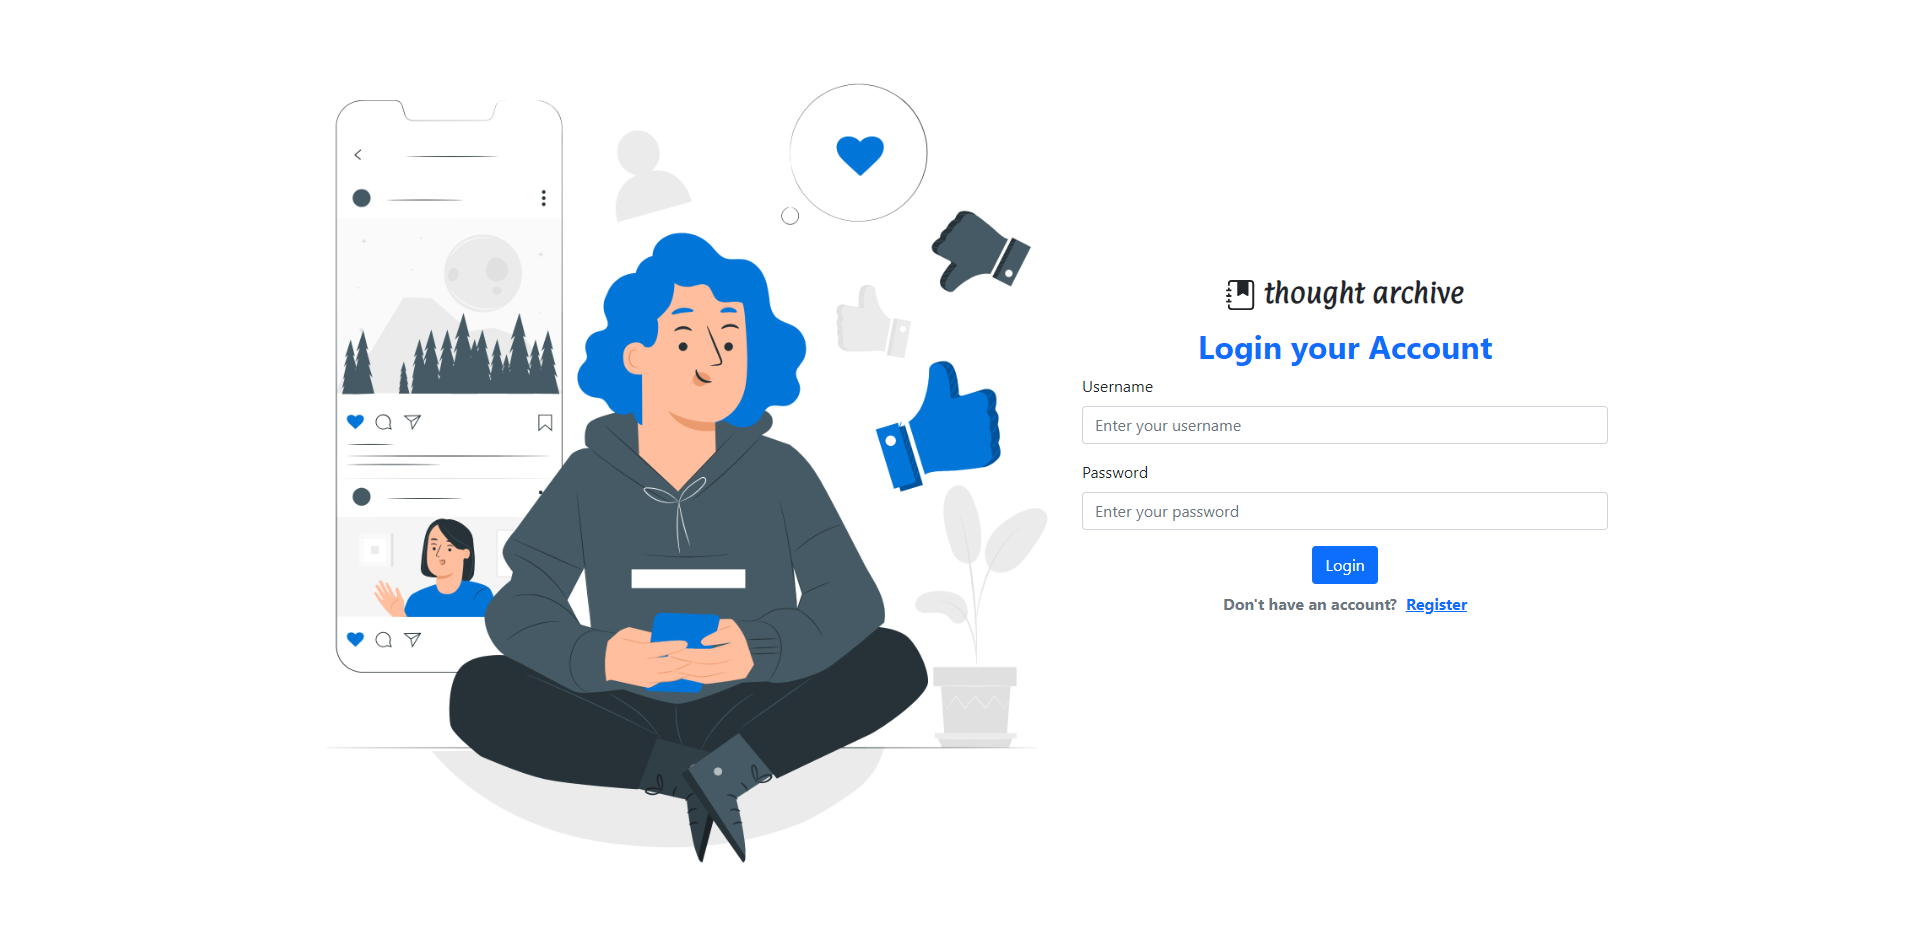 thought archive
Login your Account
Username
Enter your username
Password
Enter your password
Login
Don't have an account? Register